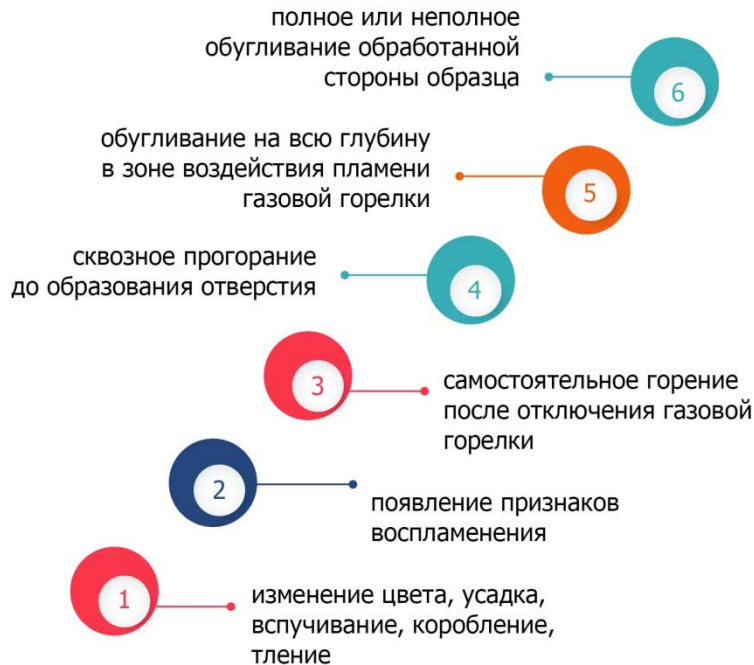 полное или неполное
обугливание обработанной
стороны образца
6
обугливание на всю глубину
в зоне воздействия пламени
газовой горелки
5
сквозное прогорание
до образования отверстия
4
3
самостоятельное горение
после отключения газовой
горелки
2
появление признаков
воспламенения
1
изменение цвета, усадка,
вспучивание, коробление,
тление